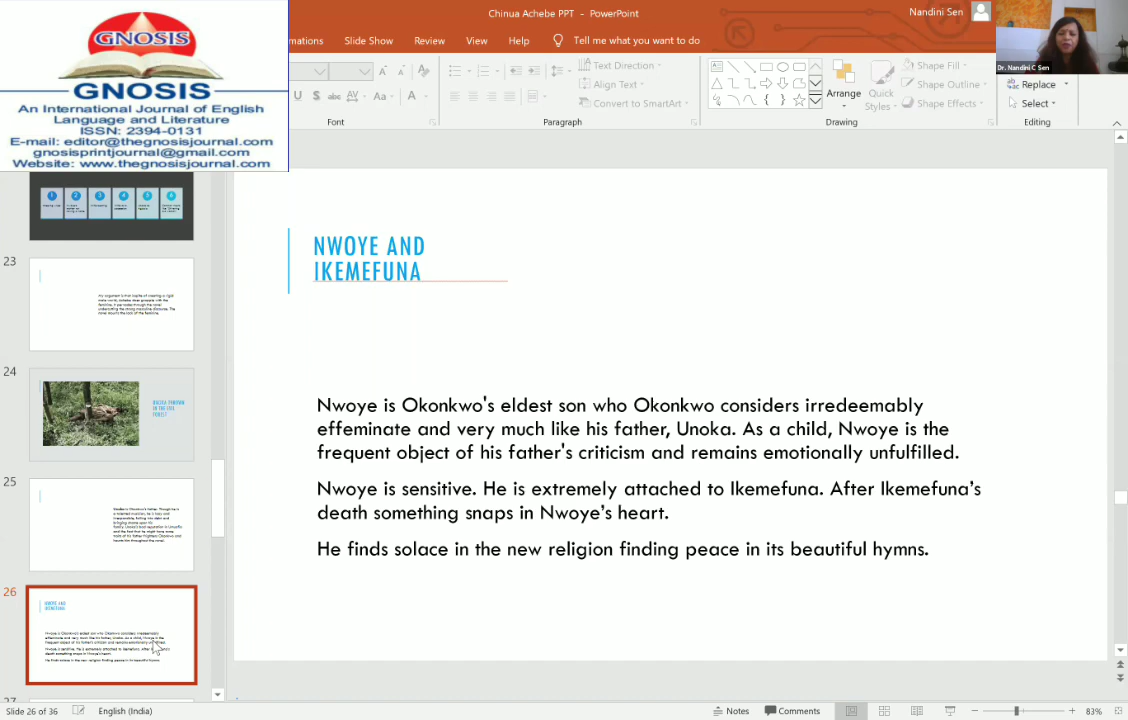 Chinua Achebe PPT - PowerPoint
Nandini Sen
GNOSIS
GNOSIS
An International Journal of English
Language and Literature
ISSN: 2394-0131
E-mail: editor@thegnosisjournal.com
gnosisprintjournal@gmail.com
Website: www.thegnosisjournal.com
mations
Slide Show
Review
View
Help
Tell me what you want to do
Dr. Nandini C Sen
Text Direction
Align Text
Convert to SmartArt
Arrange
Quick
Styles
Shape Fill
Shape Outline
Shape Effects
Replace
Select
Font
Paragraph
Drawing
Editing
23
24
25
26
NWOYE AND
IKEMEFUNA
Nwoye is Okonkwo's eldest son who Okonkwo considers irredeemably
effeminate and very much like his father, Unoka. As a child, Nwoye is the
frequent object of his father's criticism and remains emotionally unfulfilled.
Nwoye is sensitive. He is extremely attached to Ikemefuna. After Ikemefuna's
death something snaps in Nwoye's heart.
He finds solace in the new religion finding peace in its beautiful hymns.
Slide 26 of 36
English (India)
Notes
Comments
83%